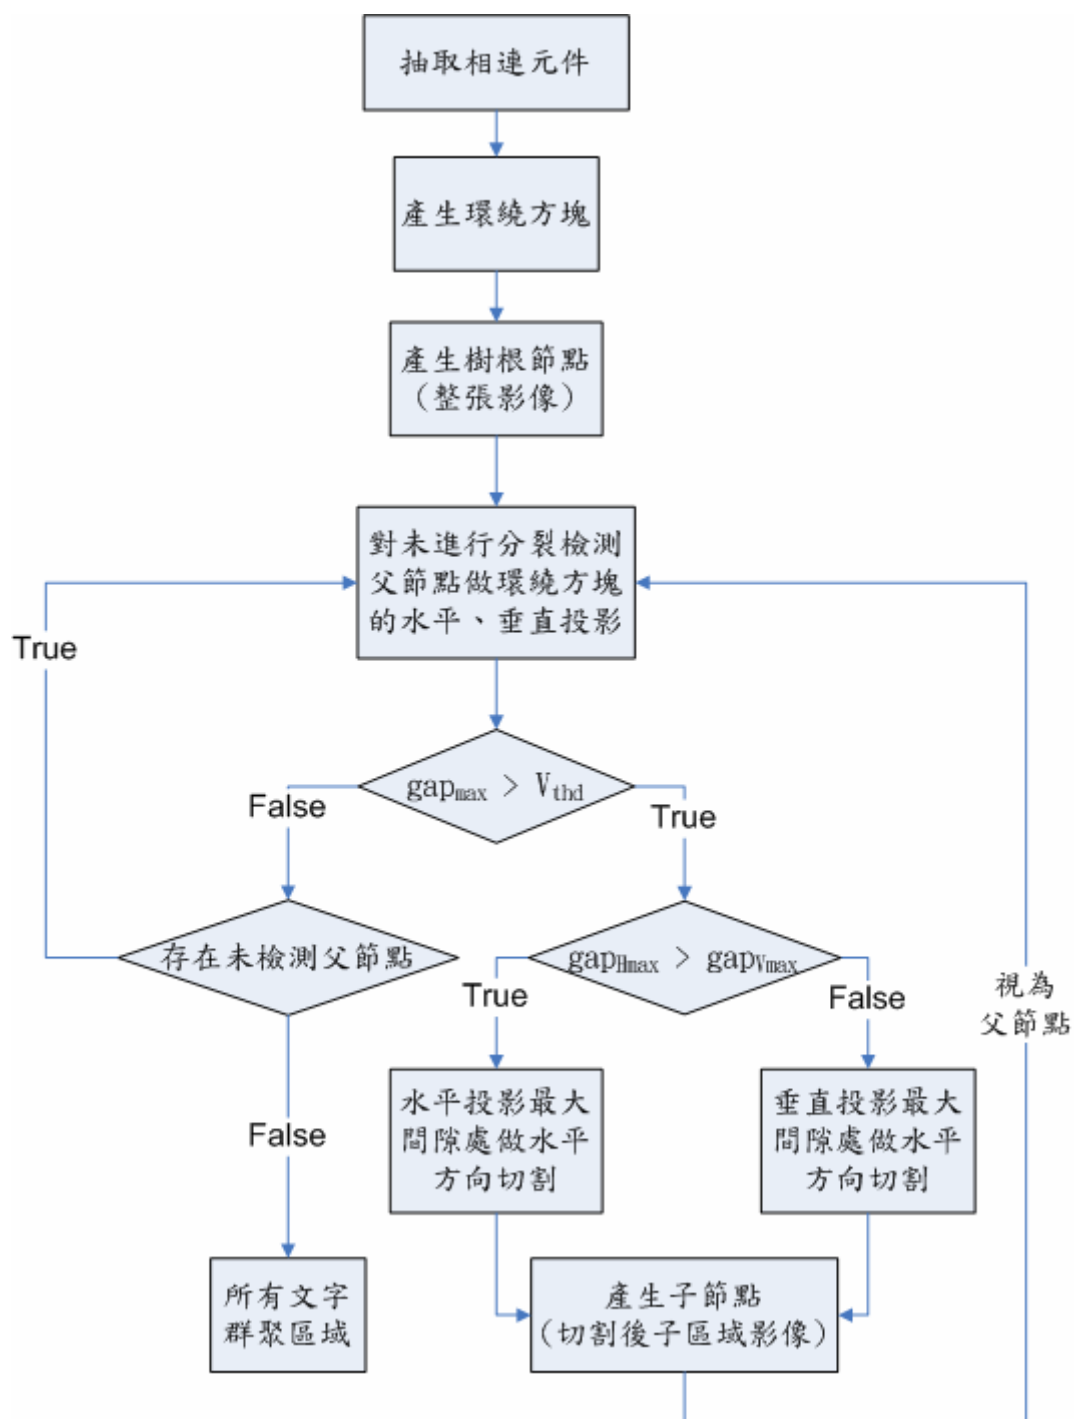 抽取相連元件
產生環繞方塊
產生樹根節點
(整張影像)
對未進行分裂檢測
父節點做環繞方塊
的水平、垂直投影
True
gapmax > Vthd
False
True
存在未檢測父節點
gapHmax > gapVmax
True
False
視為
父節點
水平投影最大
間隙處做水平
方向切割
垂直投影最大
間隙處做水平
方向切割
False
所有文字
群聚區域
產生子節點
(切割後子區域影像)